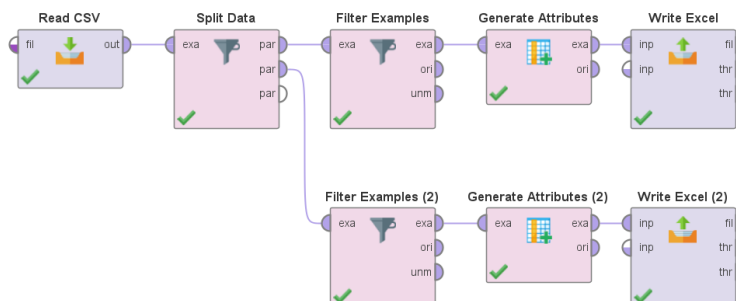 Read CSV
Split Data
Filter Examples
Generate Attributes
Write Excel
fil out
exa par
par
par
exa exa
ori
unm
exa exa
ori
inp fil
inp thr
thr
Filter Examples (2)
Generate Attributes (2)
Write Excel (2)
exa exa
ori
unm
exa exa
ori
inp fil
inp thr
thr